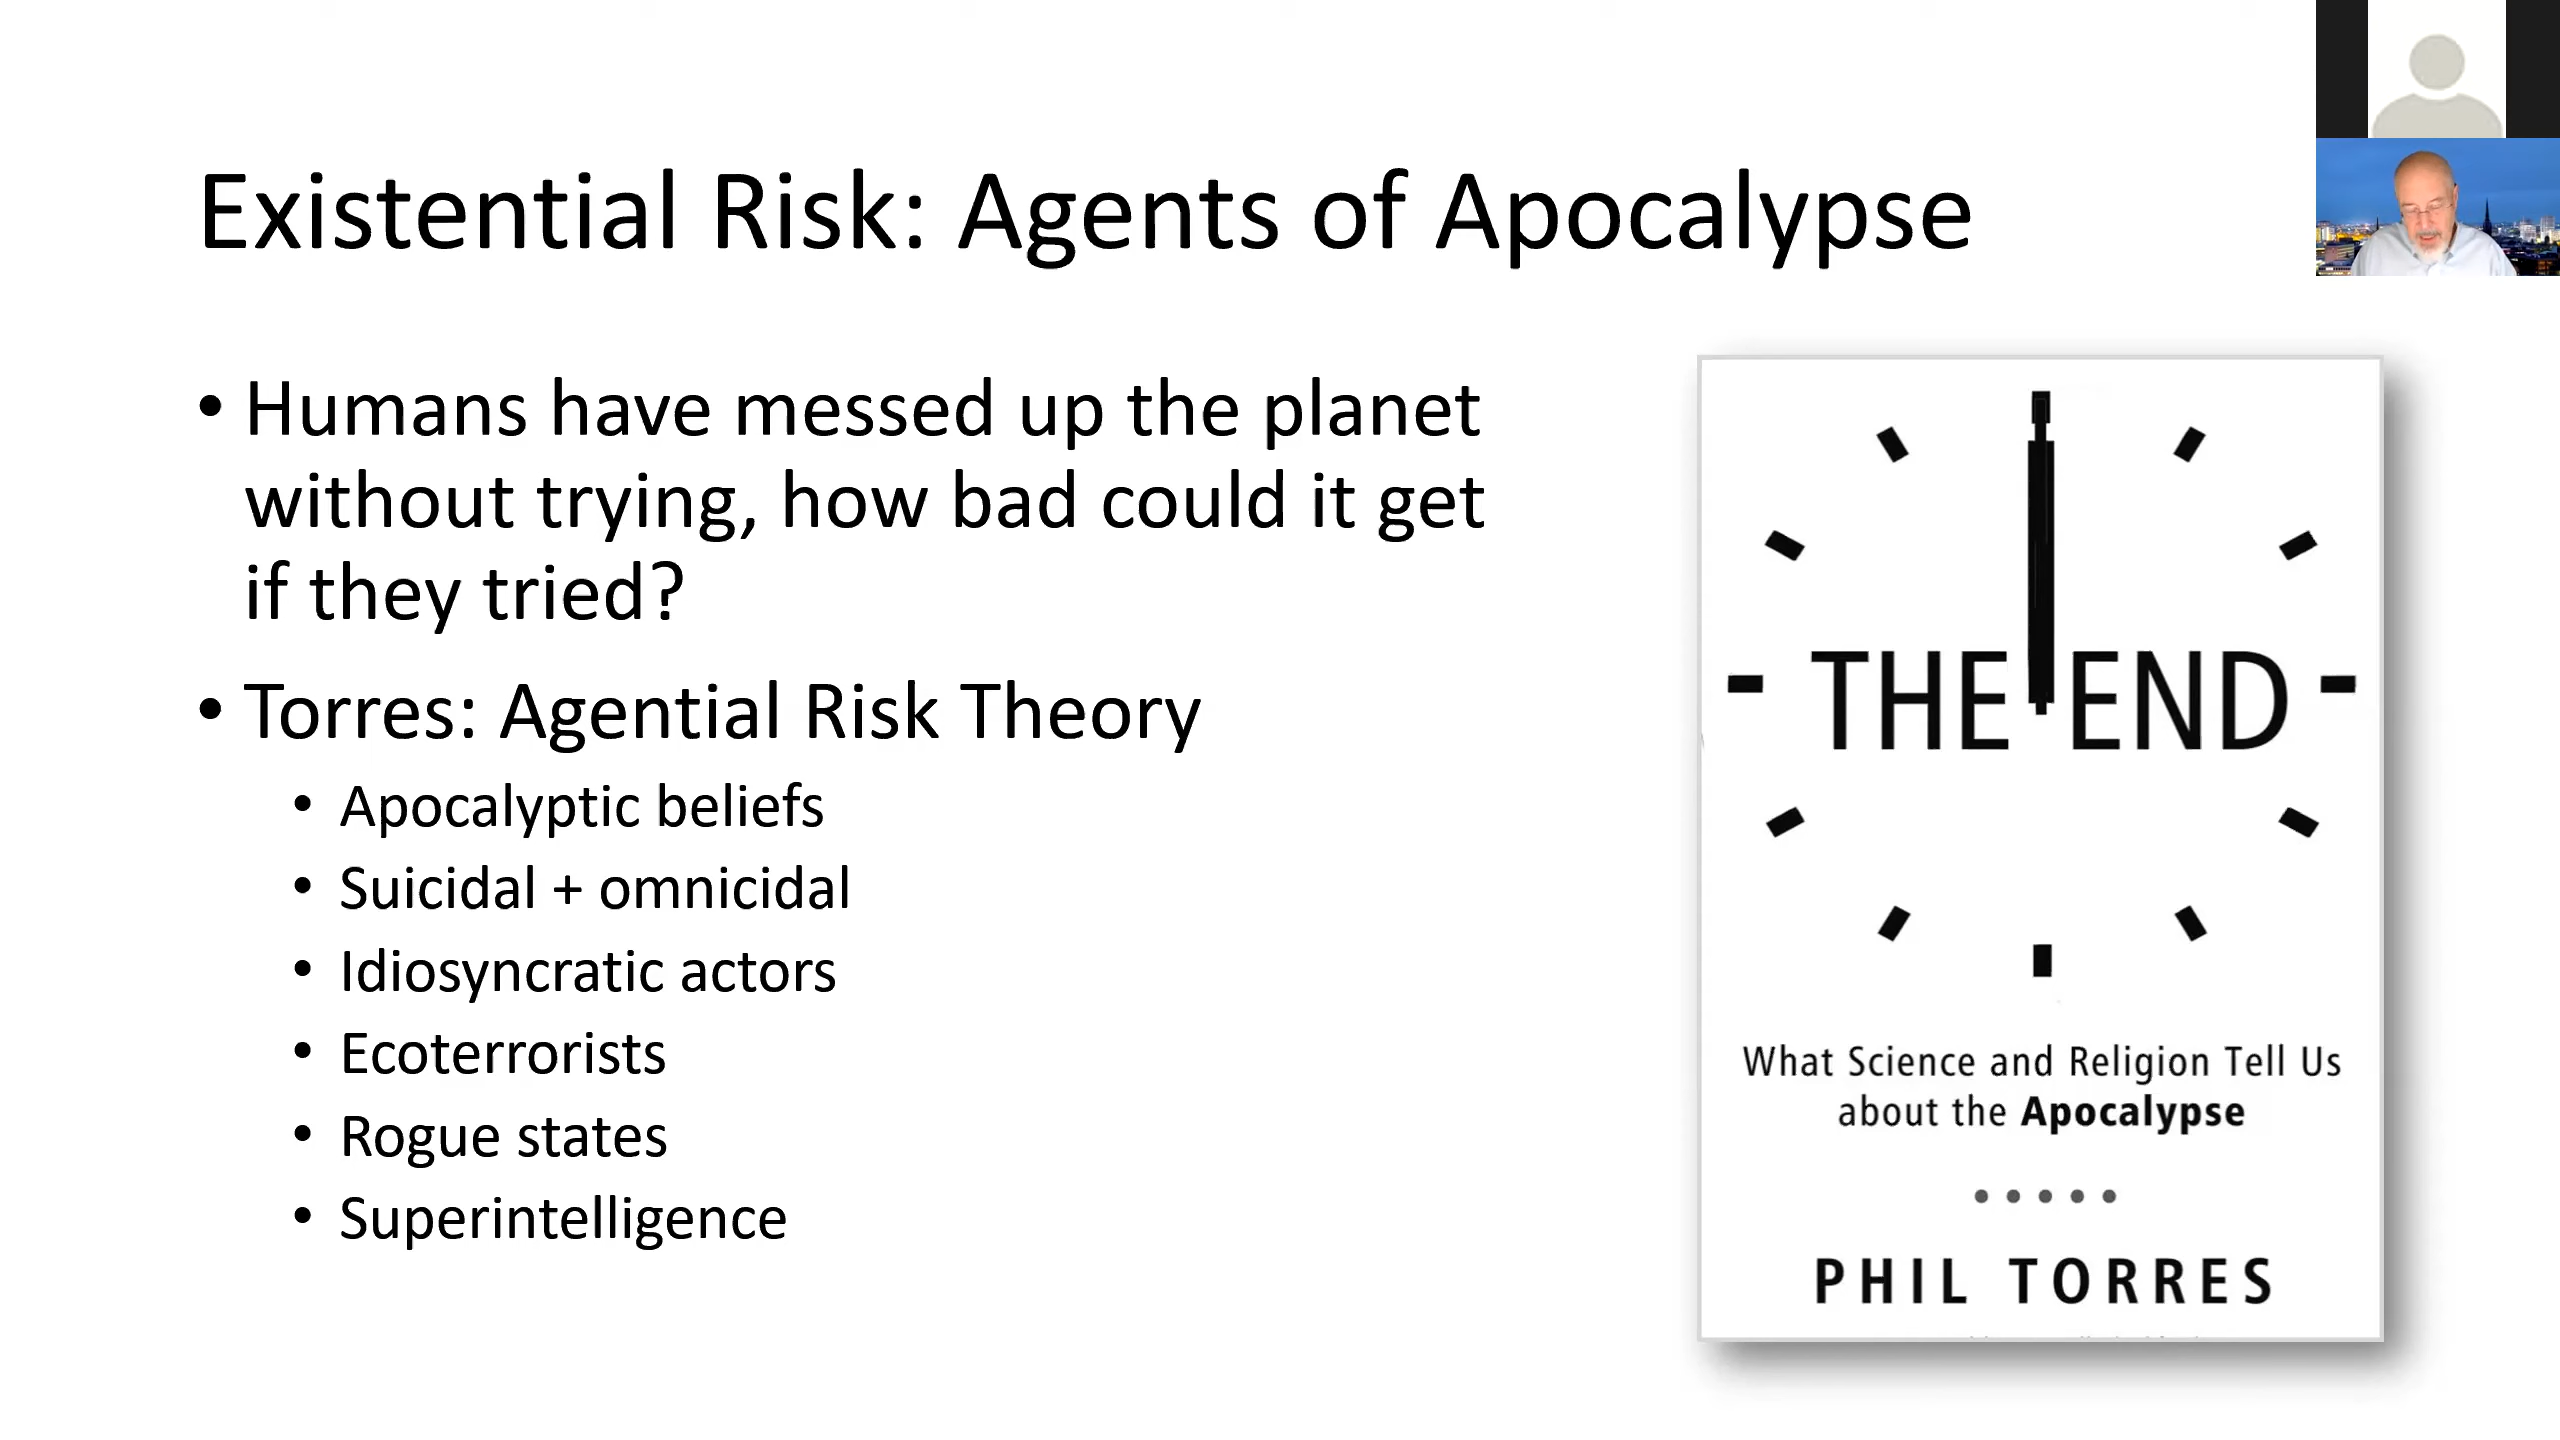 Existential Risk: Agents of Apocalypse
• Humans have messed up the planet
without trying, how bad could it get
if they tried?
• Torres: Agential Risk Theory
• Apocalyptic beliefs
• Suicidal + omnicidal
• Idiosyncratic actors
• Ecoterrorists
• Rogue states
• Superintelligence
THE END
What Science and Religion Tell Us
about the Apocalypse
PHIL TORRES